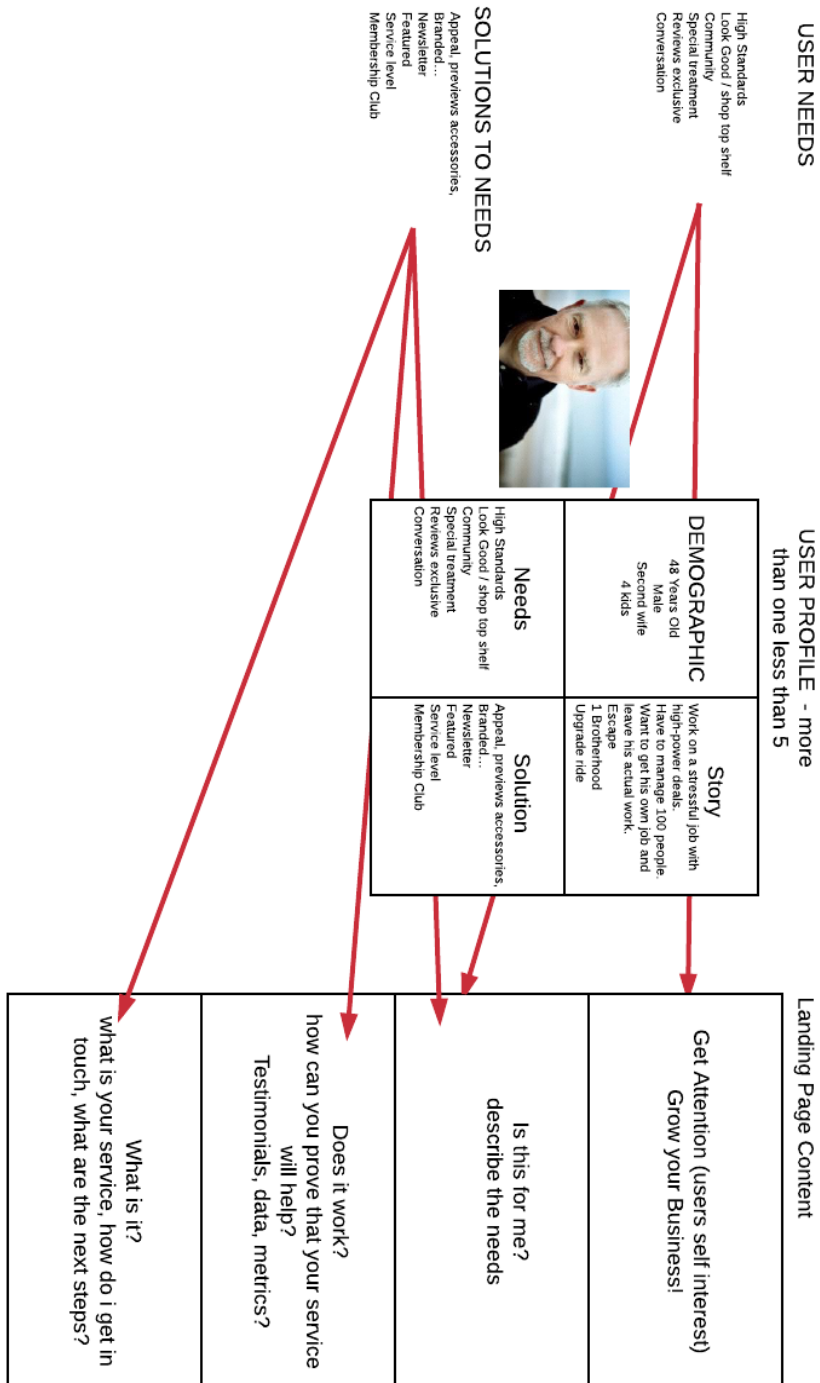 USER NEEDS
High Standards
Look Good / shop top shelf
Community
Special treatment
Reviews exclusive
Conversation
SOLUTIONS TO NEEDS
Appeal, previews accessories,
Branded...
Newsletter
Featured
Service level
Membership Club
USER PROFILE - more
than one less than 5
DEMOGRAPHIC
48 Years Old
Male
Second wife
4 kids
Story
Work on a stressful job with
high-power deals.
Have to manage 100 people.
Want to get his own job and
leave his actual work.
Escape
1 Brotherhood
Upgrade ride
Needs
High Standards
Look Good / shop top shelf
Community
Special treatment
Reviews exclusive
Conversation
Solution
Appeal, previews accessories,
Branded...
Newsletter
Featured
Service level
Membership Club
Landing Page Content
Get Attention (users self interest)
Grow your Business!
Is this for me?
describe the needs
Does it work?
how can you prove that your service
will help?
Testimonials, data, metrics?
What is it?
what is your service, how do i get in
touch, what are the next steps?